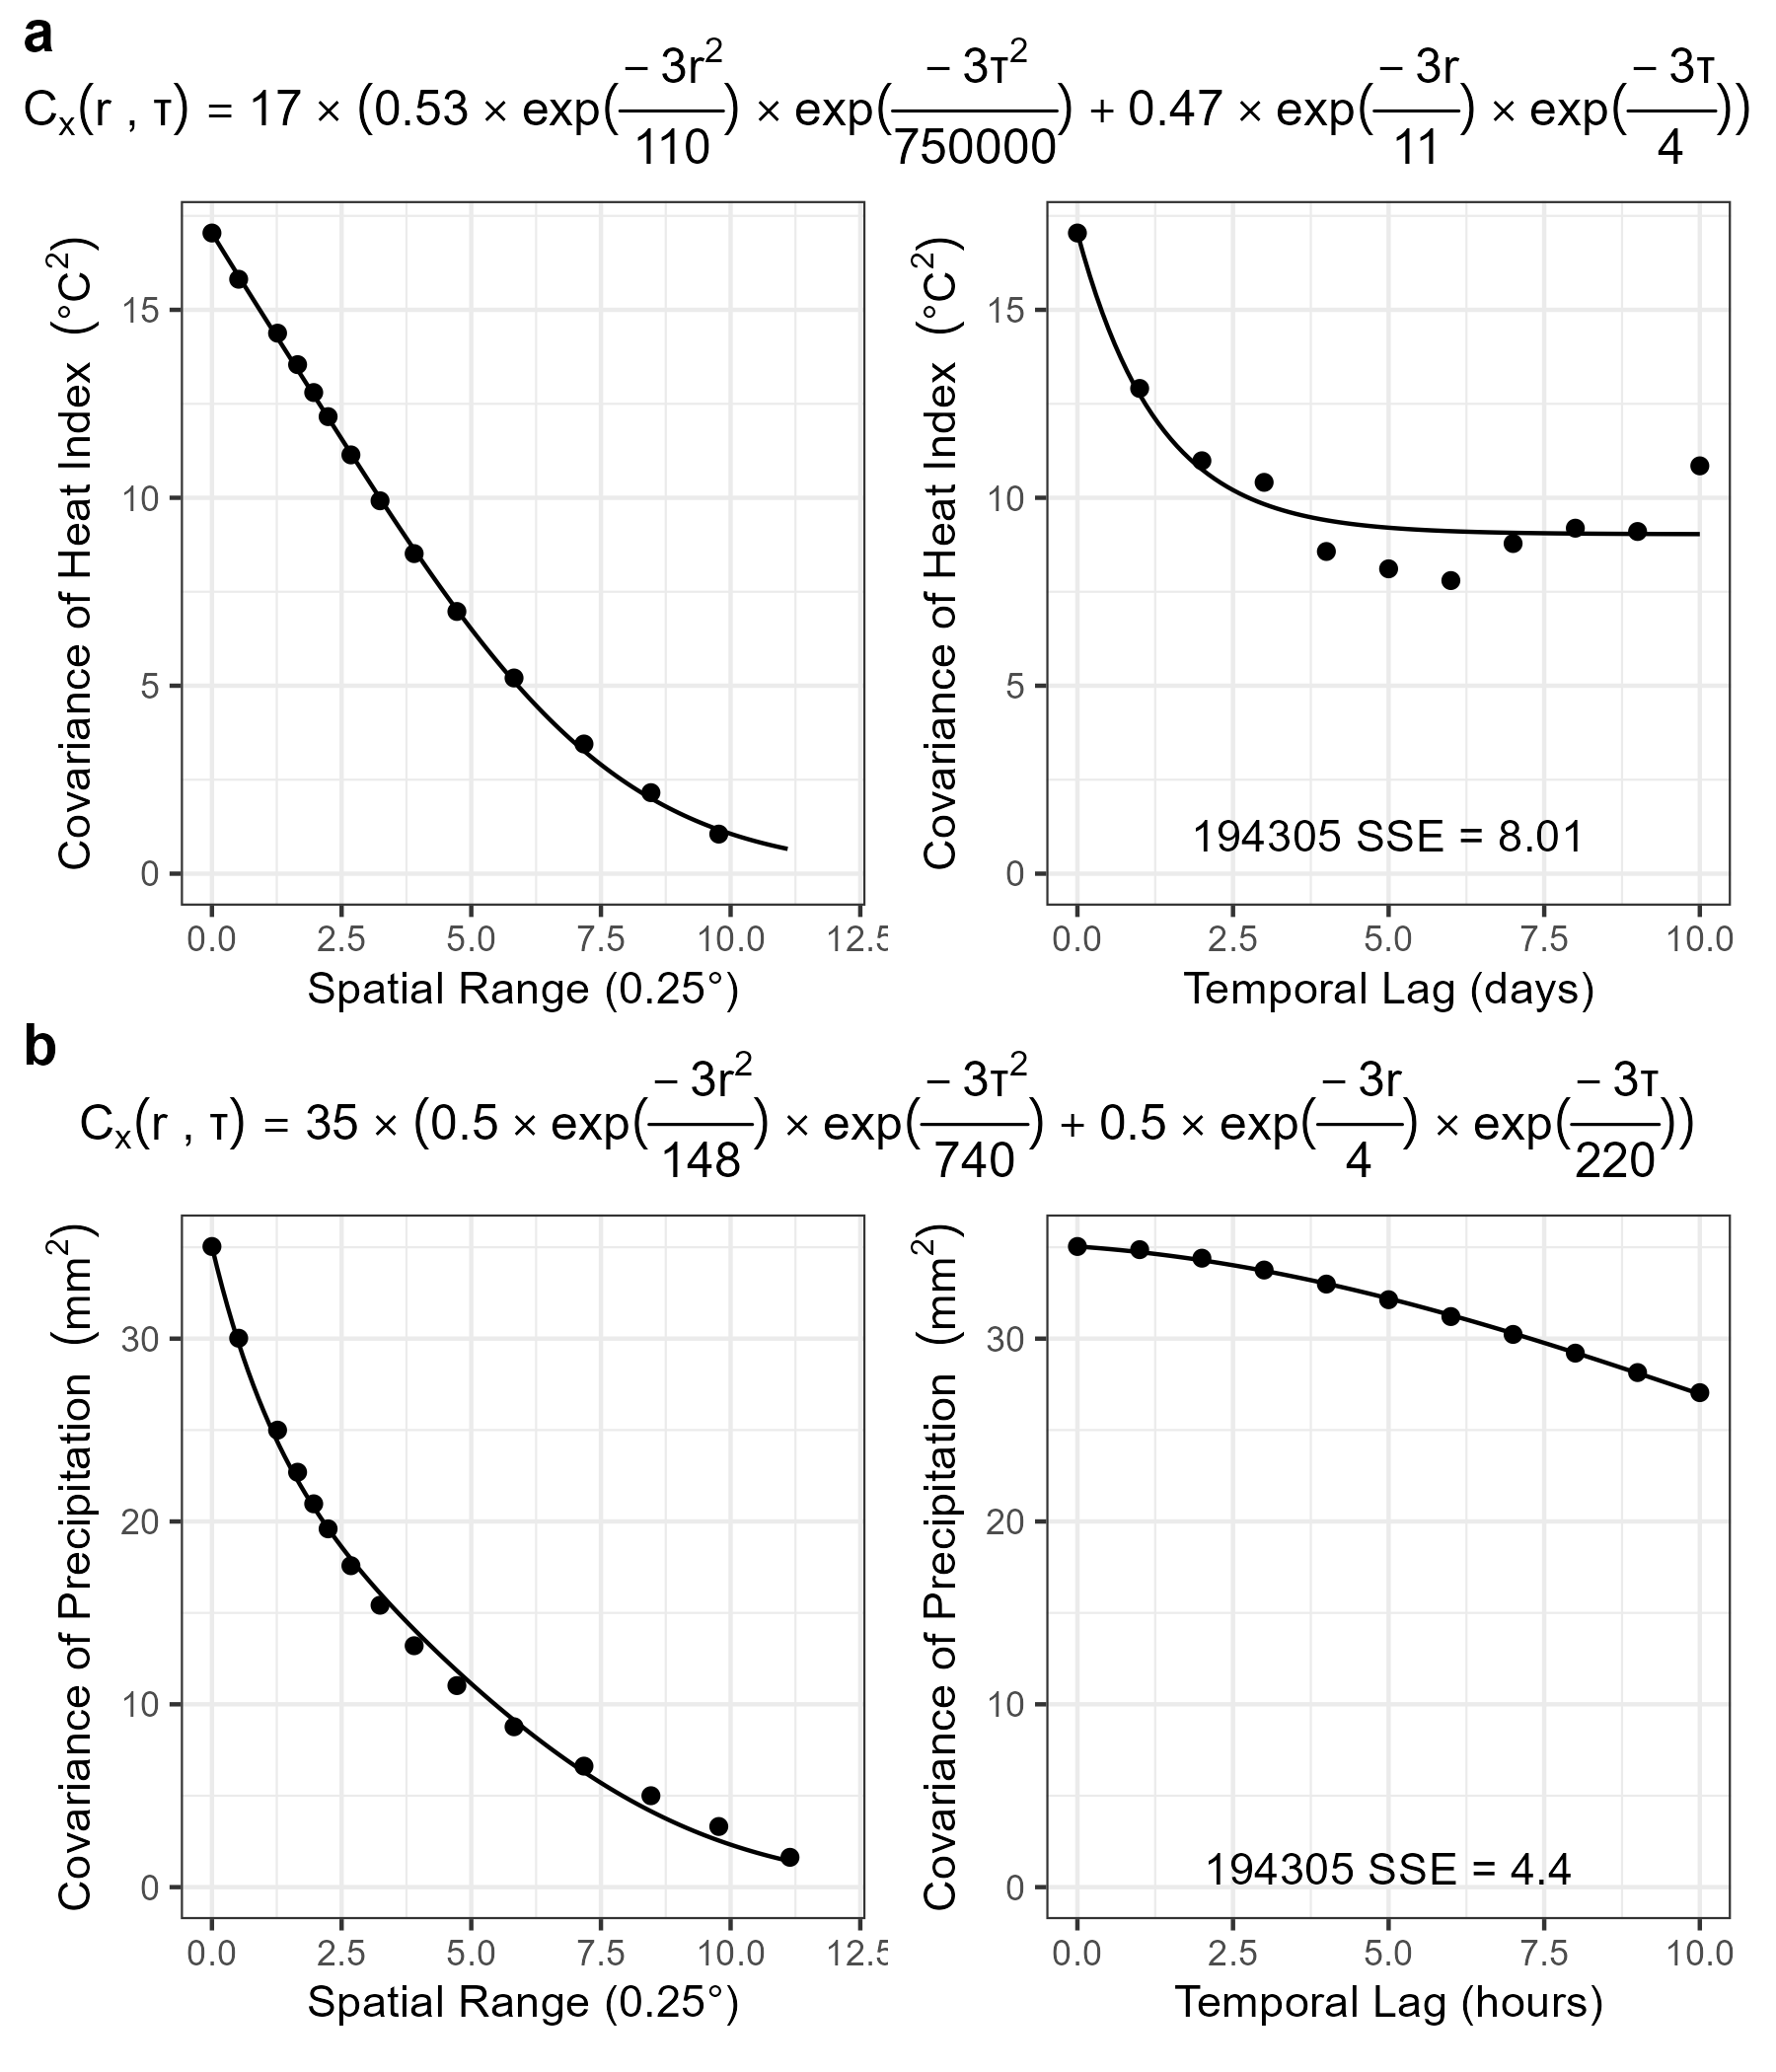 a
Cₓ(r , τ) = 17 × (0.53 × exp(− 3r²/110) × exp(− 3τ²/750000) + 0.47 × exp(− 3r/11) × exp(− 3τ/4))
Covariance of Heat Index (°C²)
15
10
5
0
0.0 2.5 5.0 7.5 10.0 12.5
Spatial Range (0.25°)
Covariance of Heat Index (°C²)
15
10
5
0
194305 SSE = 8.01
0.0 2.5 5.0 7.5 10.0
Temporal Lag (days)
b
Cₓ(r , τ) = 35 × (0.5 × exp(− 3r²/148) × exp(− 3τ²/740) + 0.5 × exp(− 3r/4) × exp(− 3τ/220))
Covariance of Precipitation (mm²)
30
20
10
0
0.0 2.5 5.0 7.5 10.0 12.5
Spatial Range (0.25°)
Covariance of Precipitation (mm²)
30
20
10
0
194305 SSE = 4.4
0.0 2.5 5.0 7.5 10.0
Temporal Lag (hours)